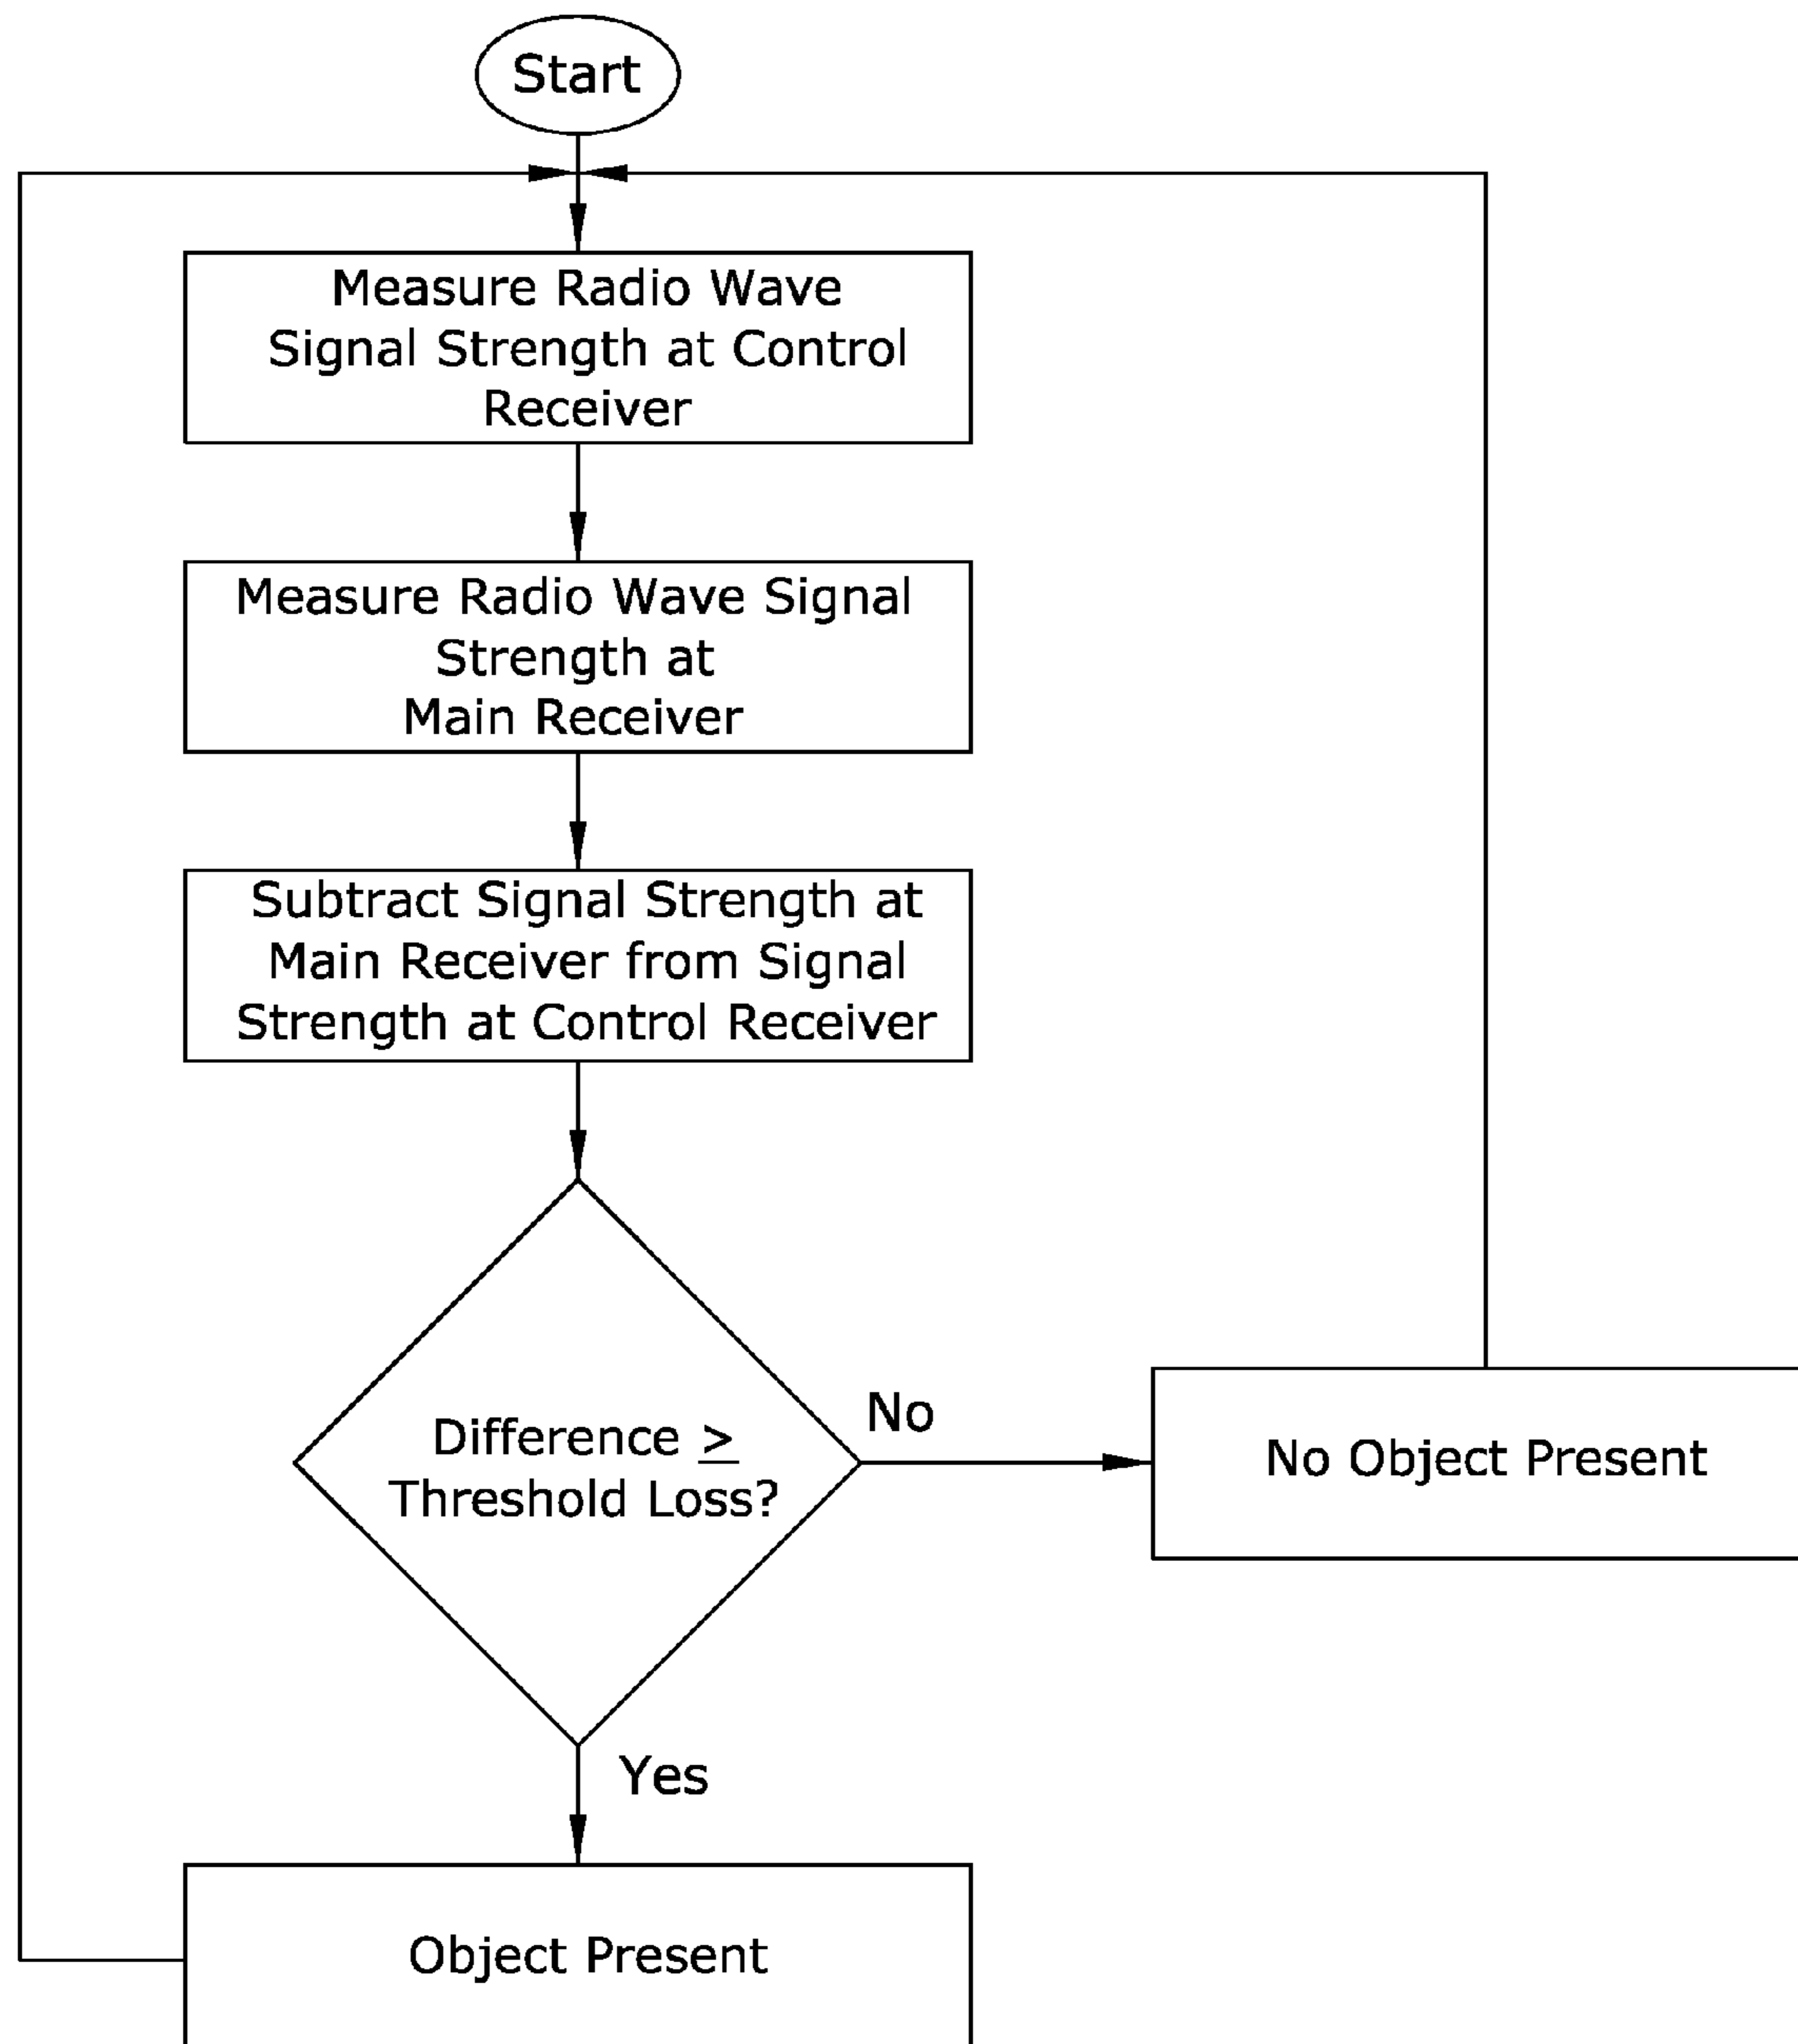 Start
Measure Radio Wave
Signal Strength at Control
Receiver
Measure Radio Wave Signal
Strength at
Main Receiver
Subtract Signal Strength at
Main Receiver from Signal
Strength at Control Receiver
Difference ≥
Threshold Loss?
No
No Object Present
Yes
Object Present